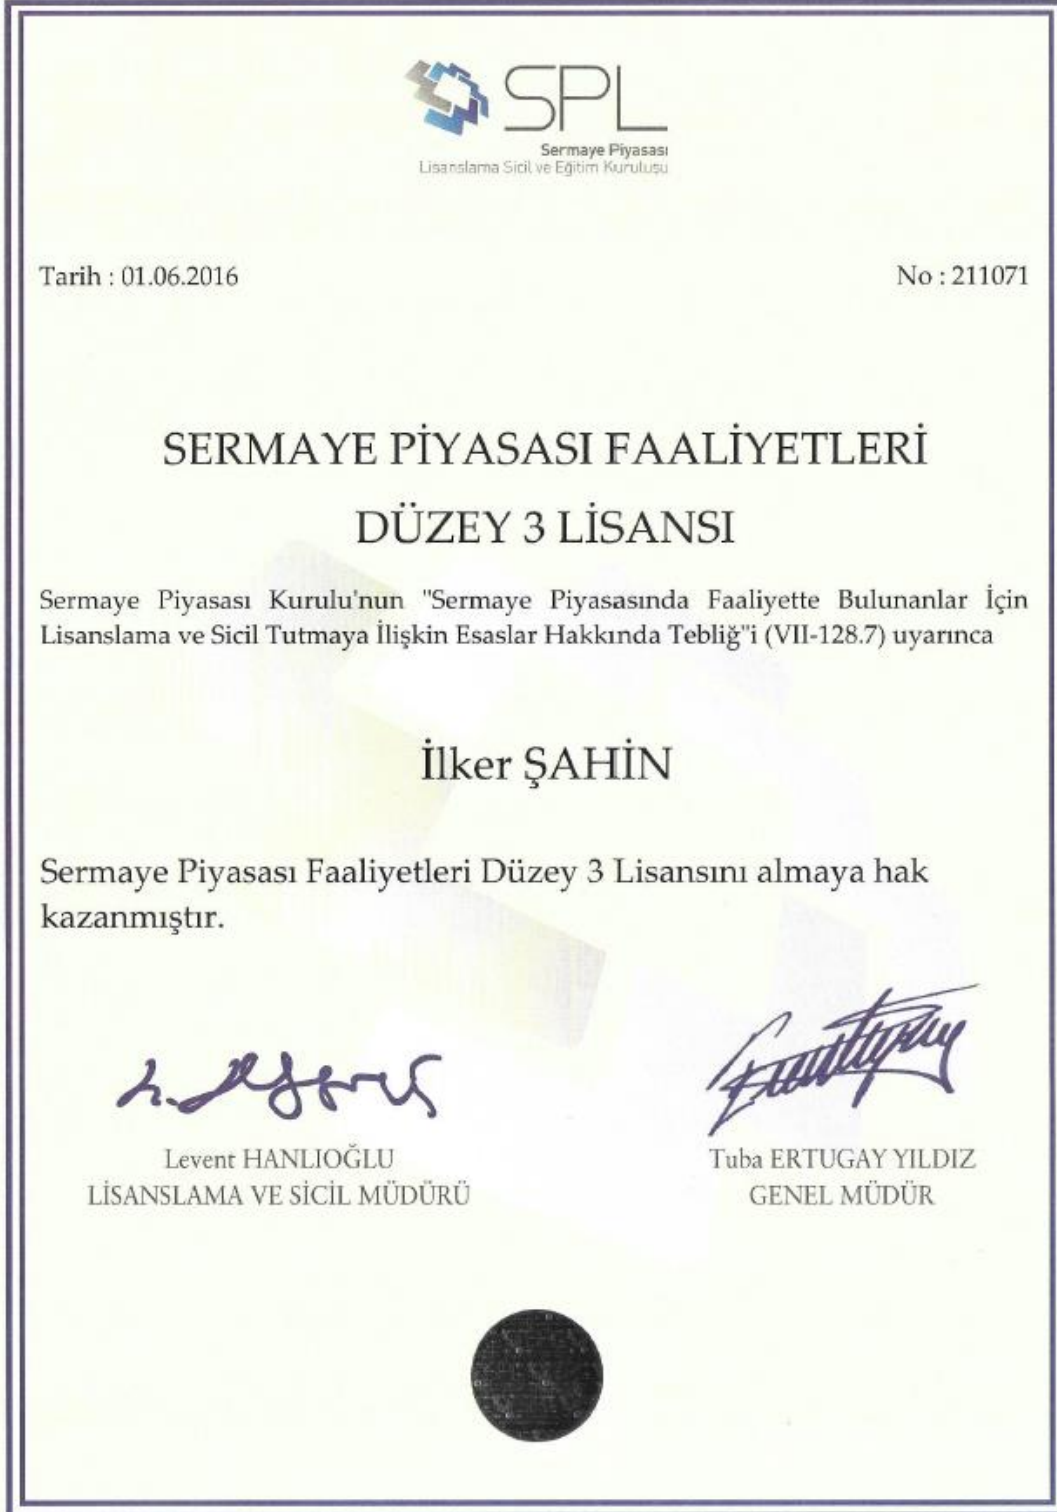 SPL
Sermaye Piyasası
Lisanslama Sicil ve Eğitim Kuruluşu
Tarih : 01.06.2016
No : 211071
SERMAYE PİYASASI FAALİYETLERİ
DÜZEY 3 LİSANSI
Sermaye Piyasası Kurulu'nun "Sermaye Piyasasında Faaliyette Bulunanlar İçin
Lisanslama ve Sicil Tutmaya İlişkin Esaslar Hakkında Tebliğ"i (VII-128.7) uyarınca
İlker ŞAHİN
Sermaye Piyasası Faaliyetleri Düzey 3 Lisansını almaya hak
kazanmıştır.
Levent HANLIOĞLU
LİSANSLAMA VE SİCİL MÜDÜRÜ
Tuba ERTUGAY YILDIZ
GENEL MÜDÜR